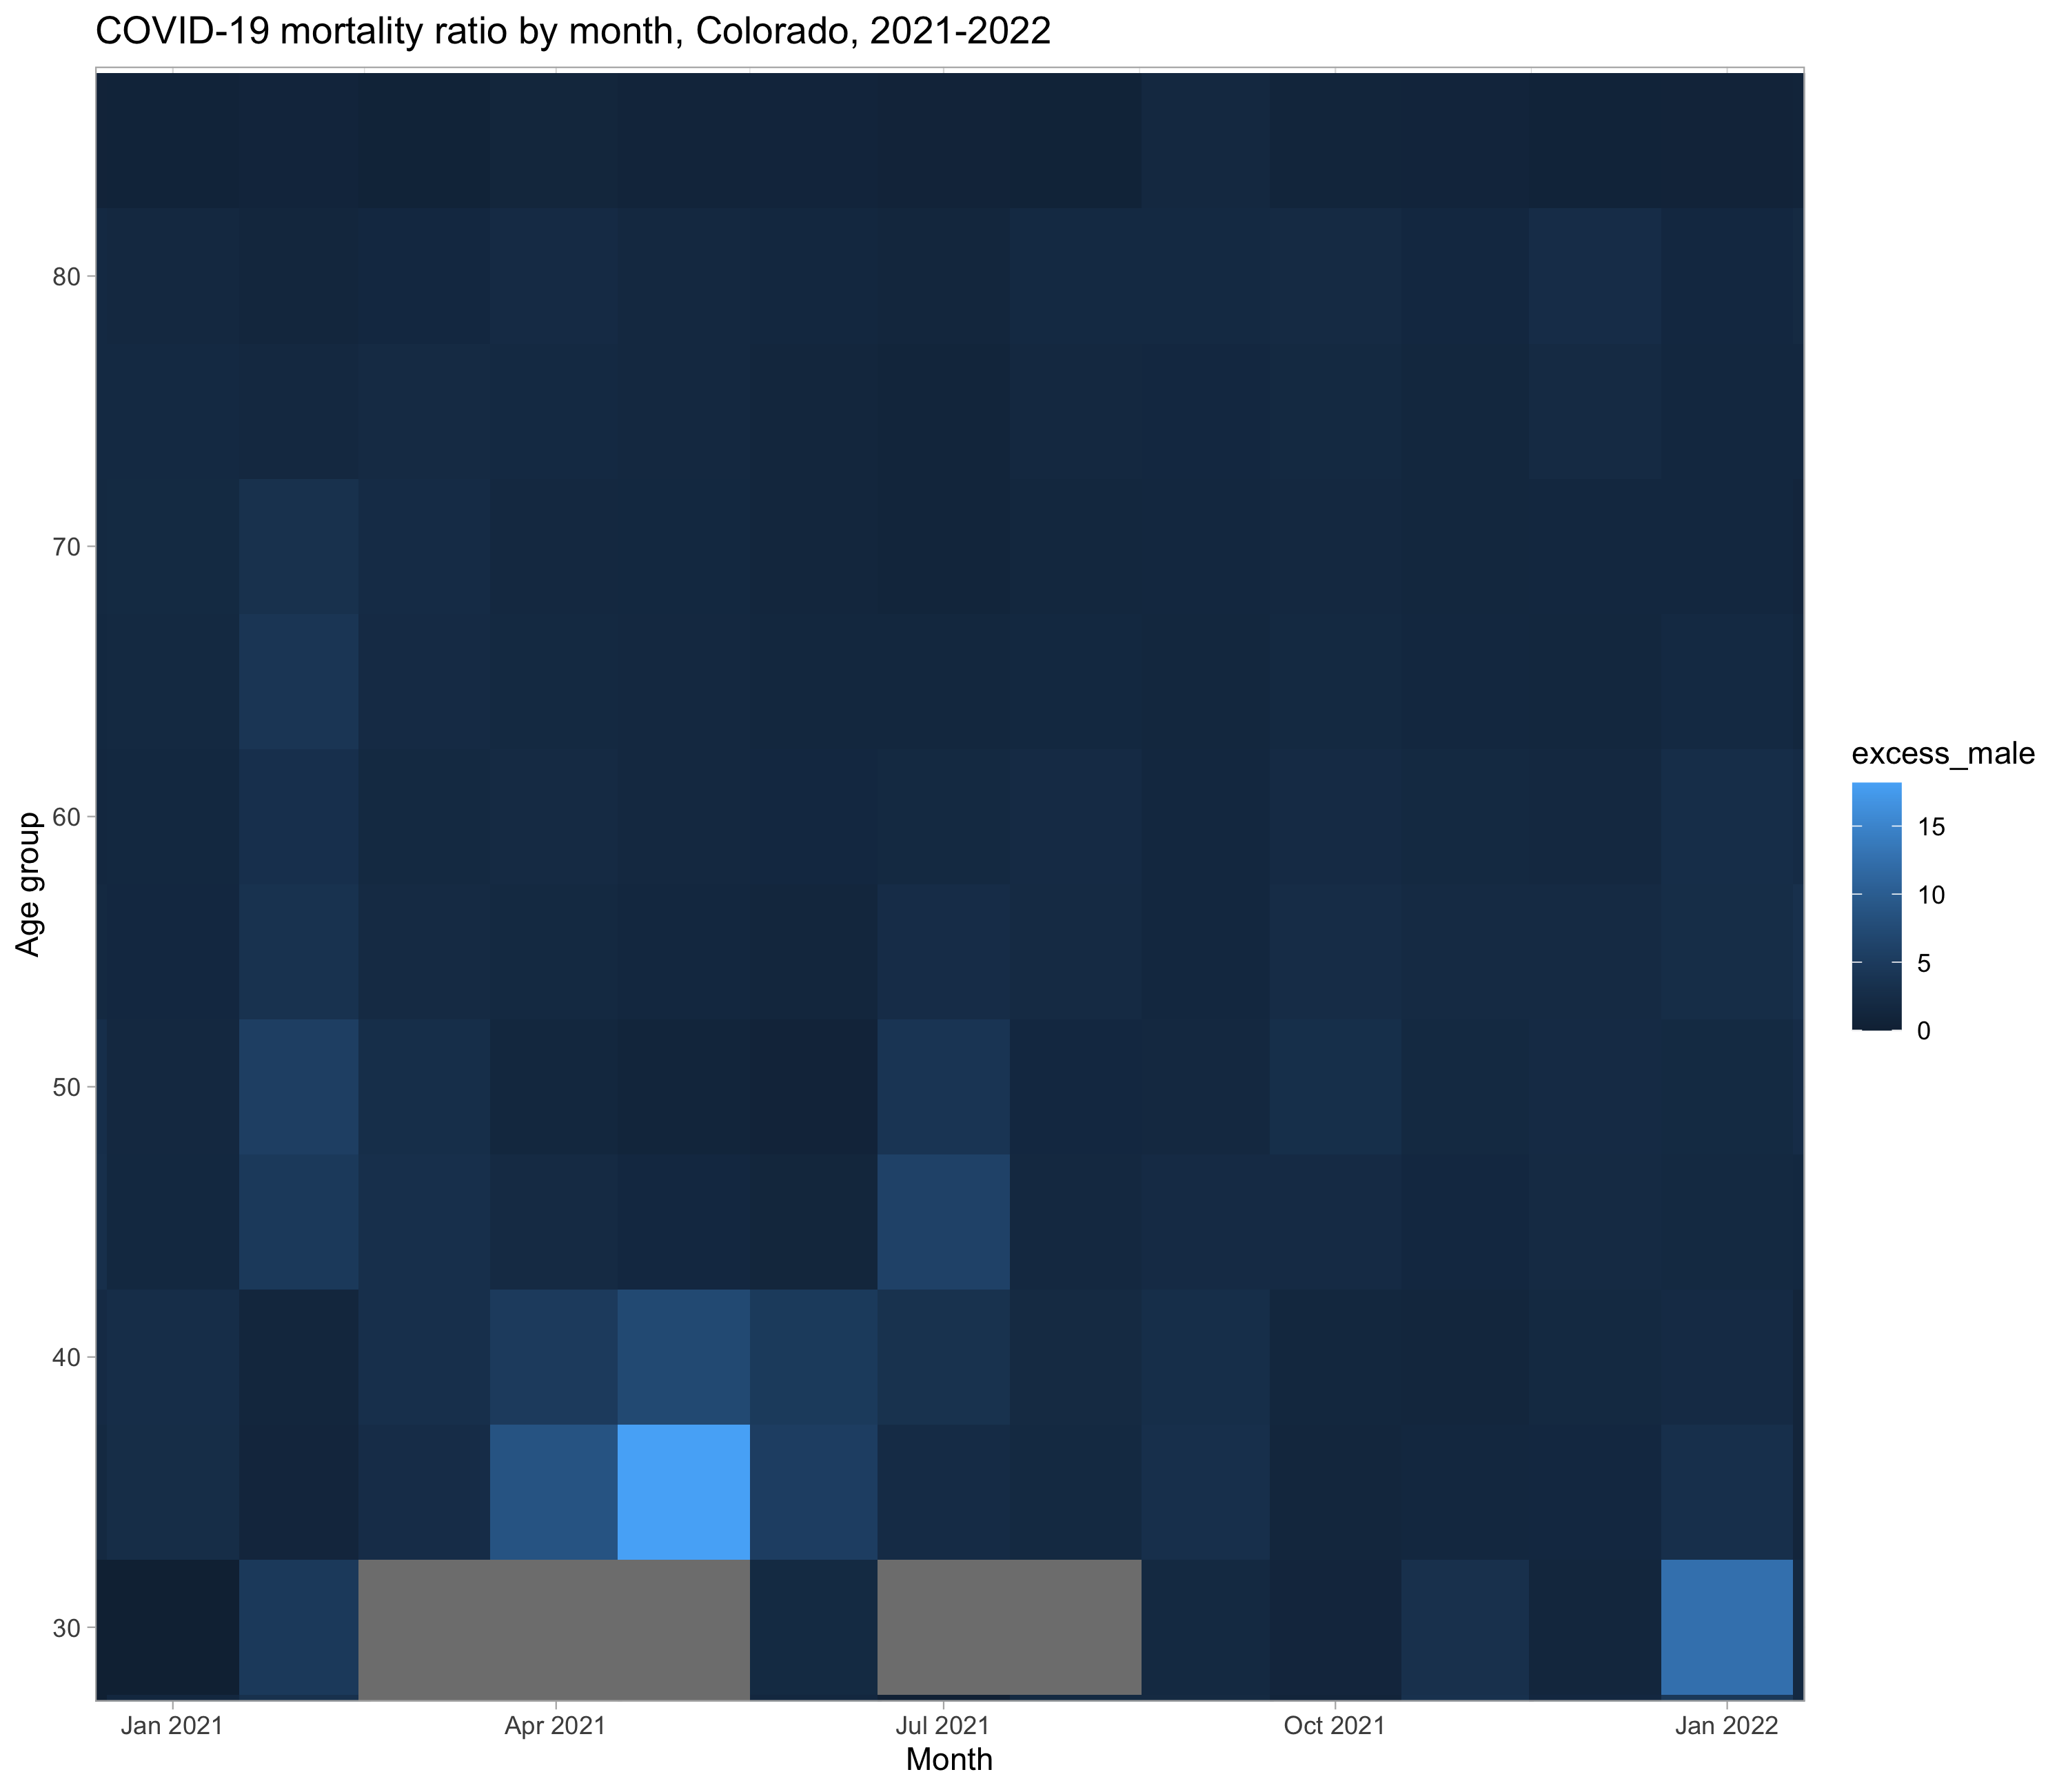 COVID-19 mortality ratio by month, Colorado, 2021-2022
Age group
80
70
60
50
40
30
Jan 2021 Apr 2021 Jul 2021 Oct 2021 Jan 2022
Month
excess_male
15
10
5
0